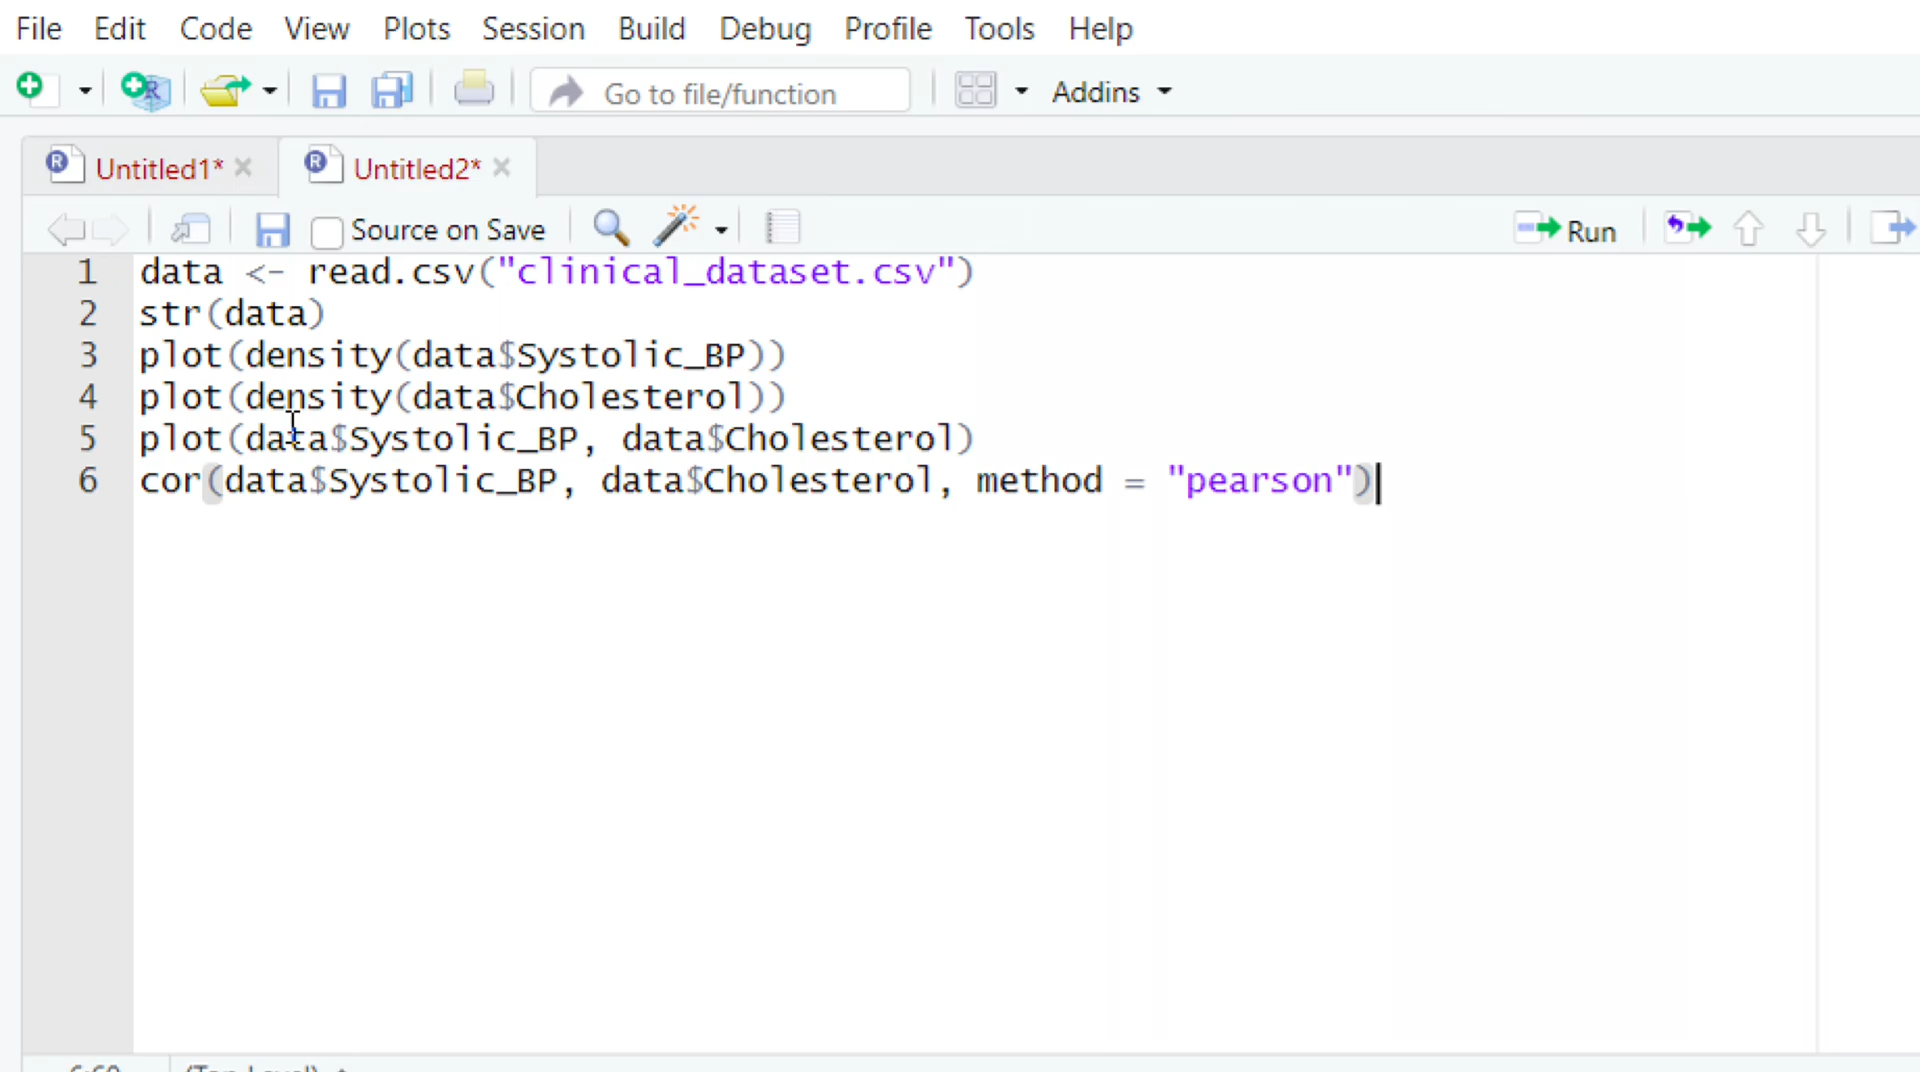 File Edit Code View Plots Session Build Debug Profile Tools Help
Go to file/function Addins
Untitled1* Untitled2*
Source on Save Run
1 data <- read.csv("clinical_dataset.csv")
2 str(data)
3 plot(density(data$Systolic_BP))
4 plot(density(data$Cholesterol))
5 plot(data$Systolic_BP, data$Cholesterol)
6 cor(data$Systolic_BP, data$Cholesterol, method = "pearson")
(Top Level)